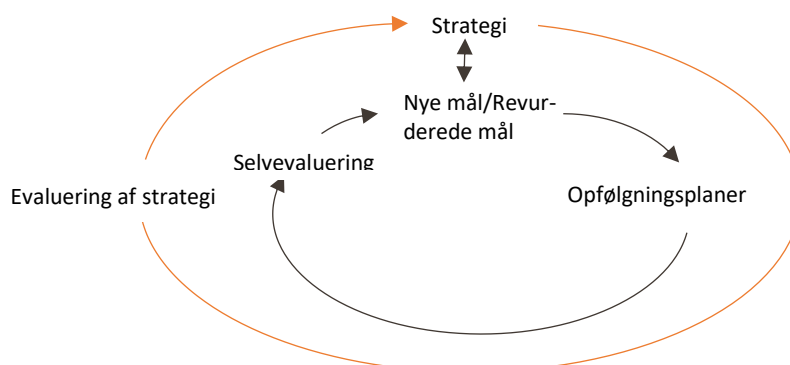 Strategi
Nye mål/Revur-
derede mål
Selvevaluering
Evaluering af strategi
Opfølgningsplaner